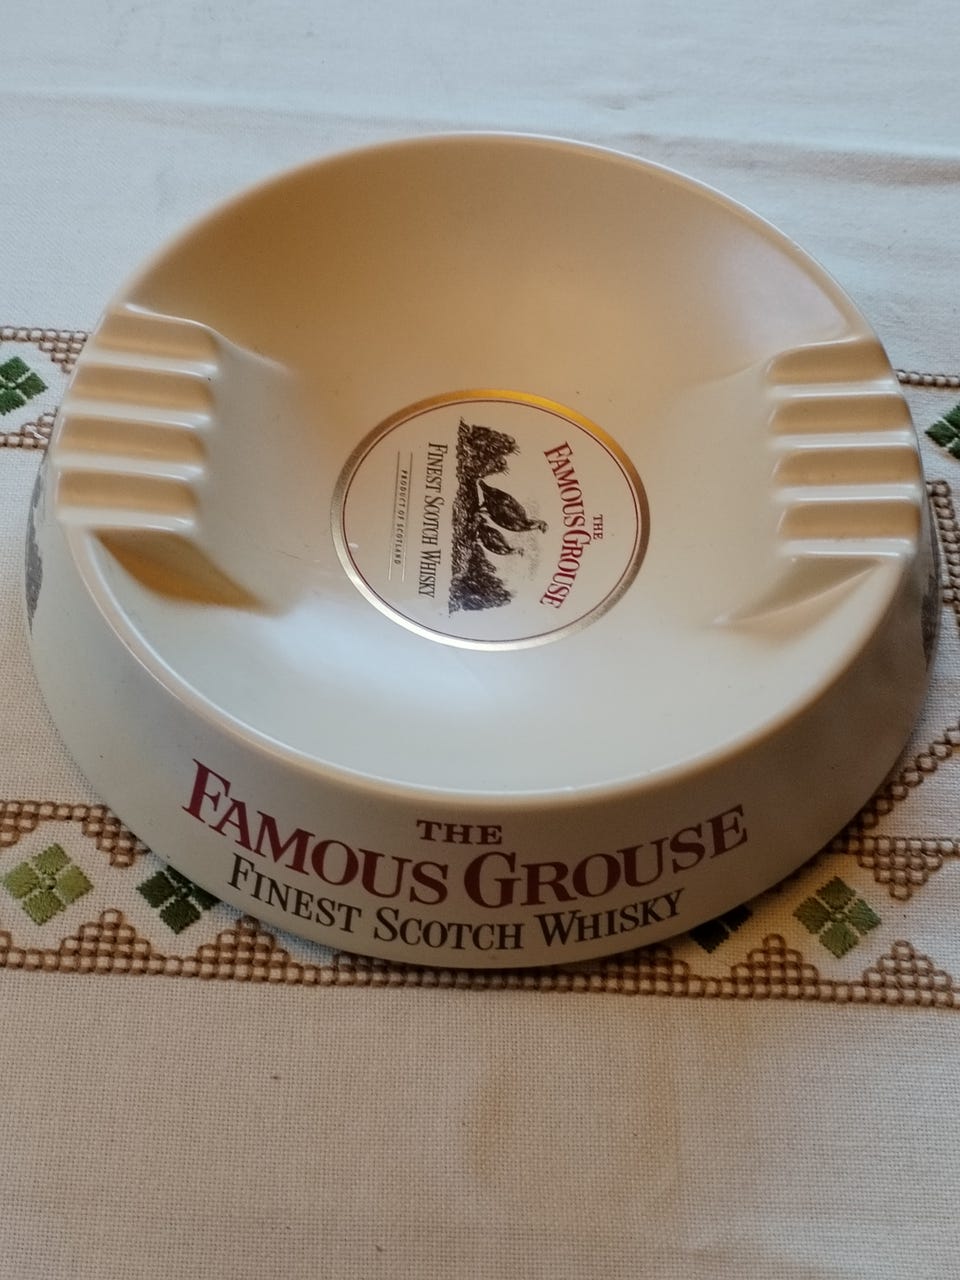 THE
FAMOUS GROUSE
FINEST SCOTCH WHISKY
PRODUCT OF SCOTLAND
THE
FAMOUS GROUSE
FINEST SCOTCH WHISKY